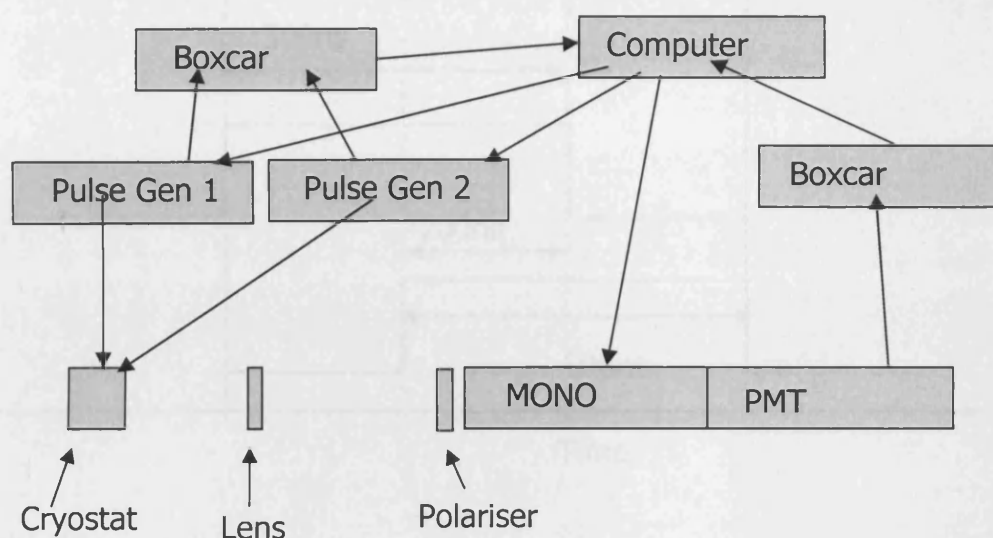 Boxcar
Computer
Pulse Gen 1
Pulse Gen 2
Boxcar
MONO
PMT
Cryostat
Lens
Polariser